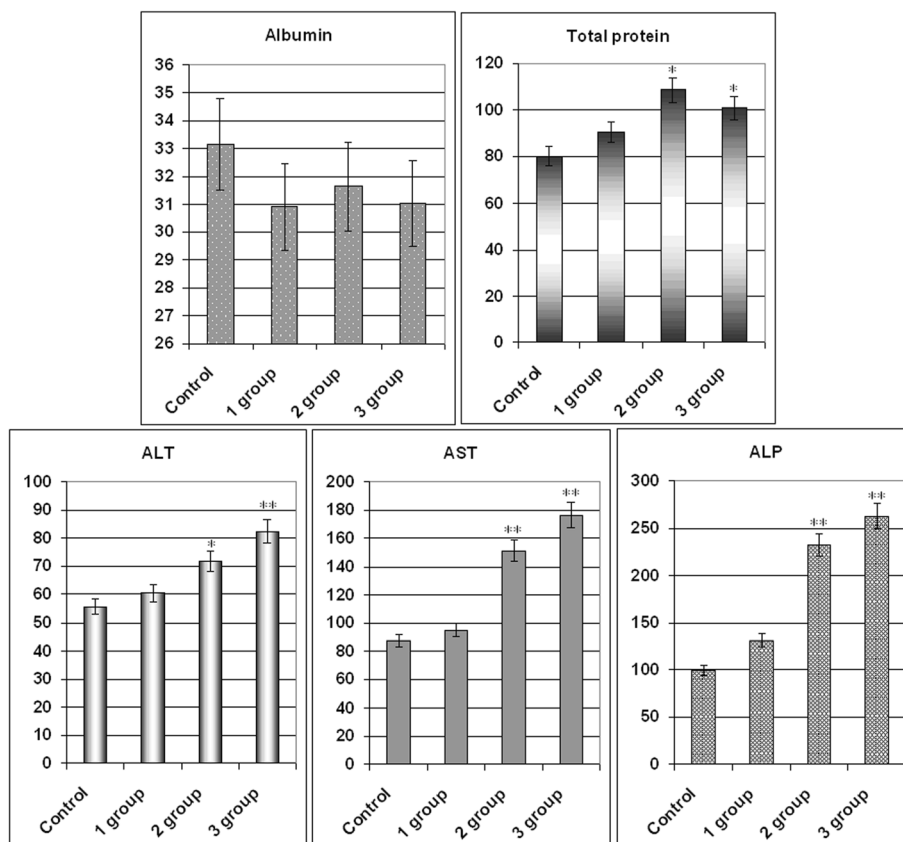 Albumin
36
35
34
33
32
31
30
29
28
27
26
Control
1 group
2 group
3 group
Total protein
120
100
80
60
40
20
0
*
*
Control
1 group
2 group
3 group
ALT
100
90
80
70
60
50
40
30
20
10
0
*
**
Control
1 group
2 group
3 group
AST
200
180
160
140
120
100
80
60
40
20
0
**
**
Control
1 group
2 group
3 group
ALP
300
250
200
150
100
50
0
**
**
Control
1 group
2 group
3 group